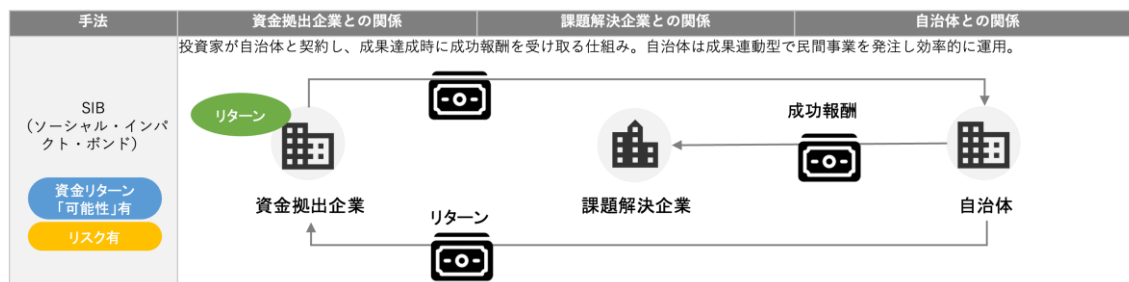 手法 資金拠出企業との関係 課題解決企業との関係 自治体との関係
投資家が自治体と契約し、成果達成時に成功報酬を受け取る仕組み。自治体は成果連動型で民間事業を発注し効率的に運用。
SIB
（ソーシャル・インパ
クト・ボンド）
資金リターン
「可能性」有
リスク有
リターン
成功報酬
資金拠出企業
課題解決企業
自治体
リターン